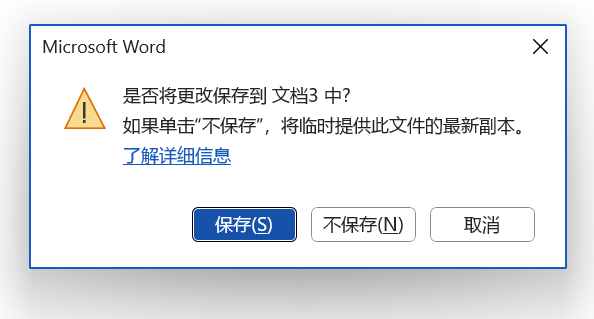 Microsoft Word
是否将更改保存到 文档3 中?
如果单击“不保存”，将临时提供此文件的最新副本。
了解详细信息
保存(S)
不保存(N)
取消